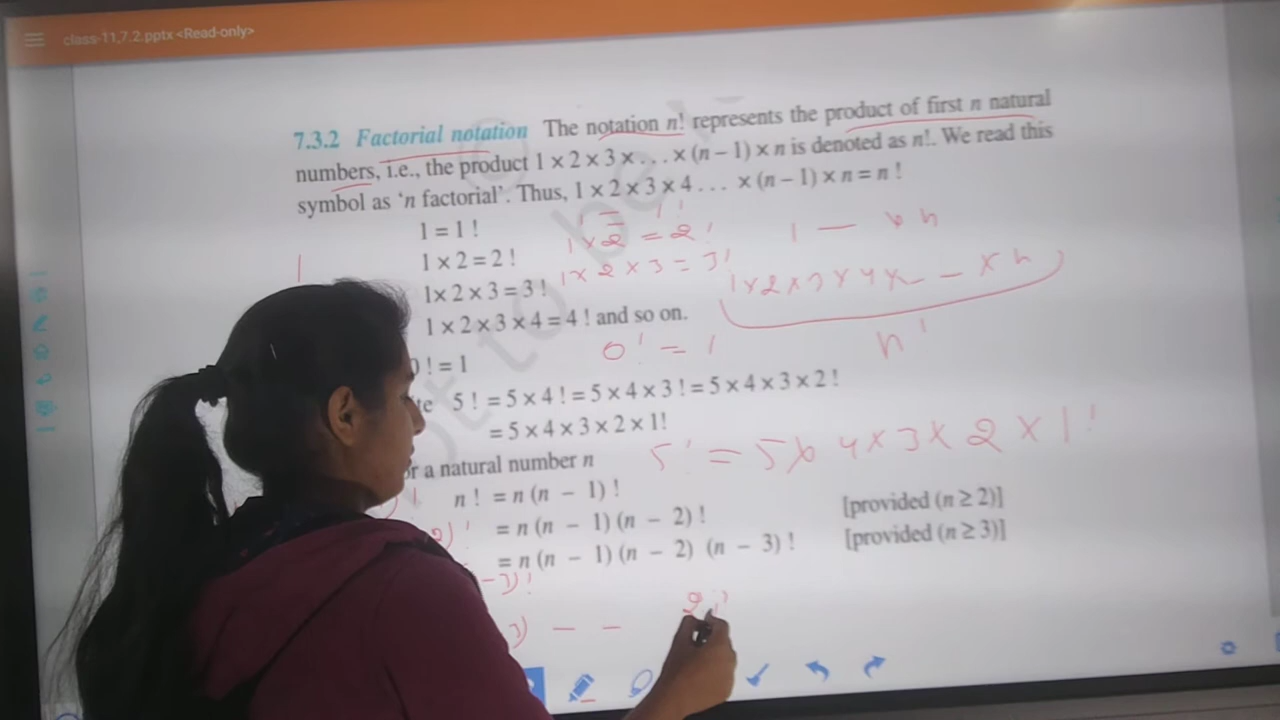 class-11,7.2.pptx <Read-only>
7.3.2 Factorial notation The notation n! represents the product of first n natural
numbers, i.e., the product 1 × 2 × 3 × . . . × (n – 1) × n is denoted as n!. We read this
symbol as ‘n factorial’. Thus, 1 × 2 × 3 × 4 . . . × (n – 1) × n = n !
1 = 1 !
1 = 1!
1 × 2 = 2 !
1 × 2 = 2!
1 — × n
1× 2 × 3 = 3 !
1 × 2 × 3 = 3!
1 × 2 × 3 × 4 × — — × n
1 × 2 × 3 × 4 = 4 ! and so on.
n!
0 ! = 1
0! = 1
5 ! = 5 × 4 ! = 5 × 4 × 3 ! = 5 × 4 × 3 × 2 !
= 5 × 4 × 3 × 2 × 1!
5! = 5 × 4 × 3 × 2 × 1!
a natural number n
n ! = n (n – 1) !
= n (n – 1) (n – 2) ! [provided (n ≥ 2)]
= n (n – 1) (n – 2) (n – 3) ! [provided (n ≥ 3)]
-3)!
3) — —